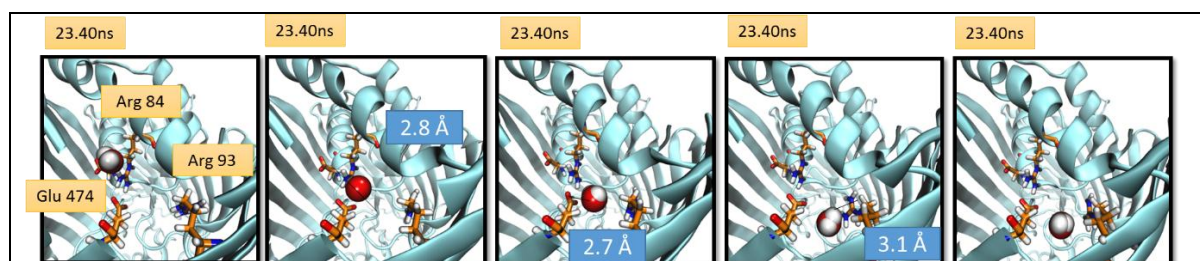 23.40ns
23.40ns
23.40ns
23.40ns
23.40ns
Arg 84
Arg 93
Glu 474
2.8 Å
2.7 Å
3.1 Å